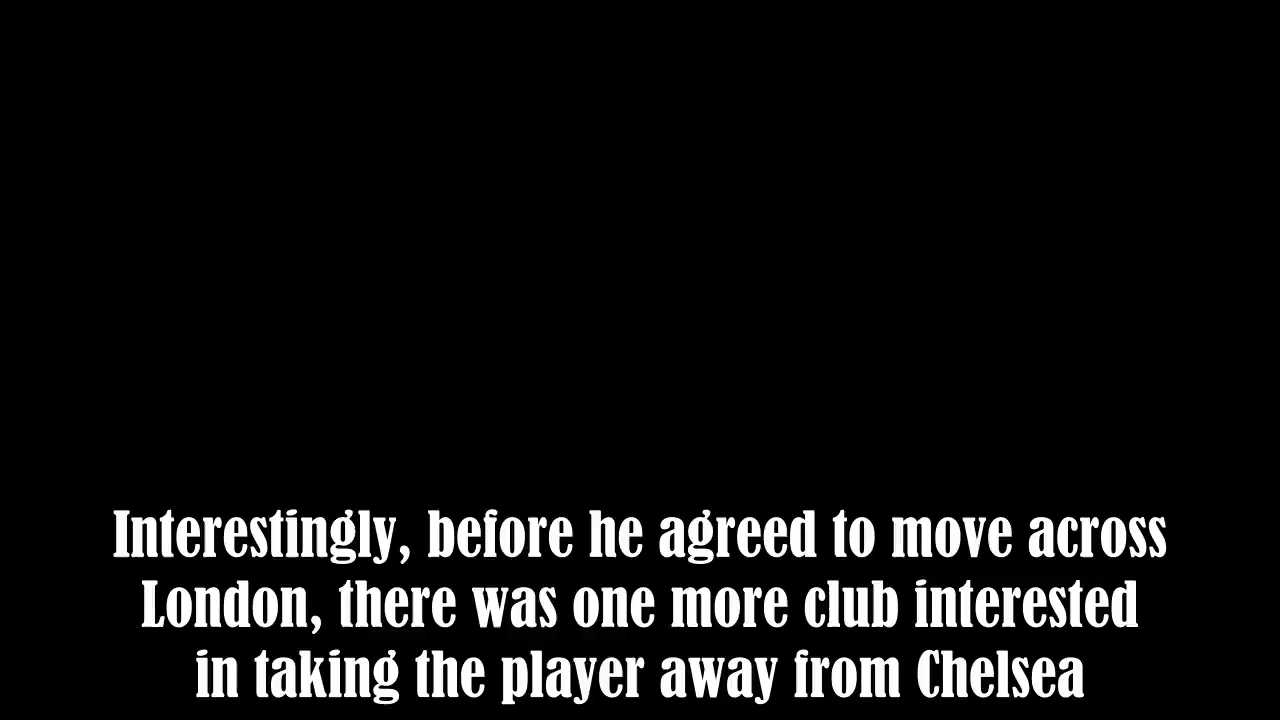 Interestingly, before he agreed to move across
London, there was one more club interested
in taking the player away from Chelsea